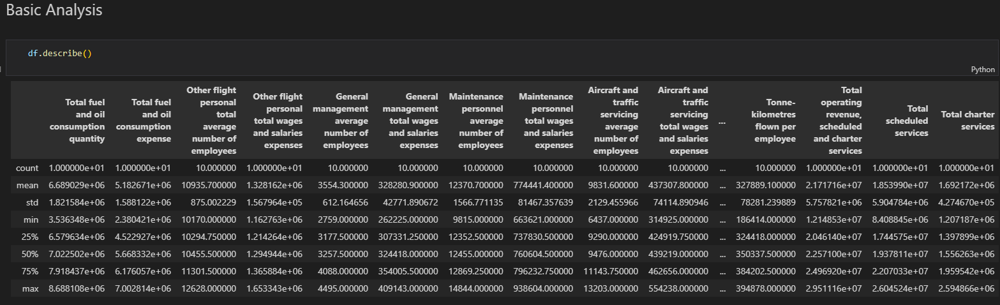 Basic Analysis
df.describe()
Python
Total fuel and oil consumption quantity Total fuel and oil consumption expense Other flight personal total average number of employees Other flight personal total wages and salaries expenses General management average number of employees General management total wages and salaries expenses Maintenance personnel average number of employees Maintenance personnel total wages and salaries expenses Aircraft and traffic servicing average number of employees Aircraft and traffic servicing total wages and salaries expenses ... Tonne-kilometres flown per employee Total operating revenue, scheduled and charter services Total scheduled services Total charter services
count 1.000000e+01 1.000000e+01 10.000000 1.000000e+01 10.000000 10.000000 10.000000 10.000000 10.000000 10.000000 ... 10.000000 1.000000e+01 1.000000e+01 1.000000e+01
mean 6.689029e+06 5.182671e+06 10935.700000 1.328162e+06 3554.300000 328280.900000 12370.700000 774441.400000 9831.600000 437307.800000 ... 327889.100000 2.171716e+07 1.853990e+07 1.692172e+06
std 1.821584e+06 1.588122e+06 875.002229 1.567964e+05 612.164656 42771.890672 1566.771135 81467.357639 2129.455966 74114.890946 ... 78281.239889 5.757821e+06 5.904784e+06 4.274670e+05
min 3.536348e+06 2.380421e+06 10170.000000 1.162763e+06 2759.000000 262225.000000 9815.000000 663621.000000 6437.000000 314925.000000 ... 186414.000000 1.214853e+07 8.408845e+06 1.207187e+06
25% 6.579634e+06 4.522927e+06 10294.750000 1.214264e+06 3177.500000 307331.250000 12352.500000 737830.500000 9290.000000 424919.750000 ... 324418.000000 2.046140e+07 1.744575e+07 1.397899e+06
50% 7.022502e+06 5.668332e+06 10455.500000 1.294944e+06 3257.500000 324418.000000 12455.000000 760604.500000 9476.000000 439219.000000 ... 350337.500000 2.257100e+07 1.937811e+07 1.556263e+06
75% 7.918437e+06 6.176057e+06 11301.500000 1.365884e+06 4088.000000 354005.500000 12869.250000 796232.750000 11143.750000 462656.000000 ... 384202.500000 2.496920e+07 2.207033e+07 1.959542e+06
max 8.688108e+06 7.002814e+06 12628.000000 1.653343e+06 4495.000000 409143.000000 14844.000000 938604.000000 13203.000000 554238.000000 ... 394878.000000 2.951116e+07 2.604524e+07 2.594866e+06